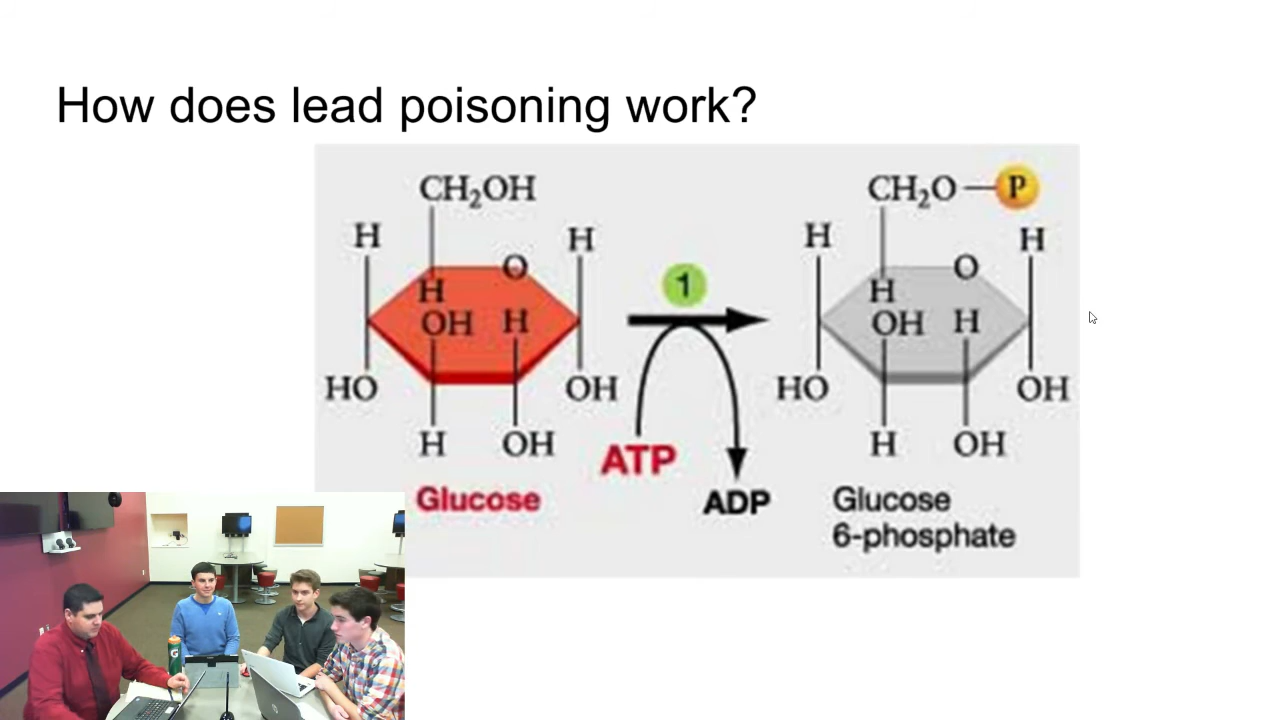 How does lead poisoning work?
CH₂OH
H
H
O
H
OH
H
HO
OH
H
OH
Glucose
1
ATP
ADP
CH₂O
P
H
H
O
H
OH
H
HO
OH
H
OH
Glucose
6-phosphate
G